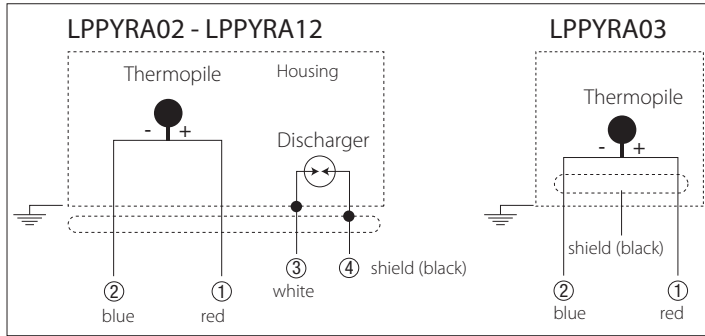 LPPYRA02 - LPPYRA12
Thermopile
Housing
- +
Discharger
② blue
① red
③ white
④ shield (black)
LPPYRA03
Thermopile
- +
shield (black)
② blue
① red